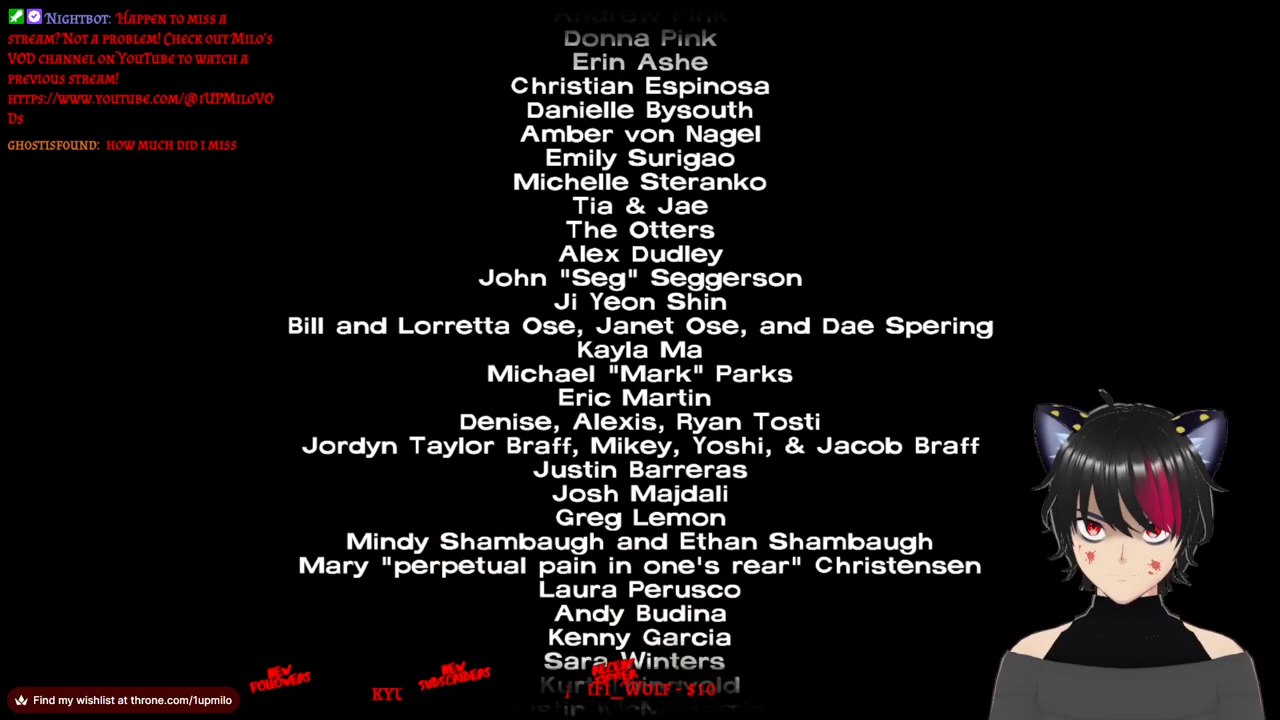 Nightbot: Happen to miss a
stream? Not a problem! Check out Milo's
VOD channel on YouTube to watch a
previous stream!
https://www.youtube.com/@1UPMiloVO
Ds
ghostisfound: how much did i miss
Andrew Pink
Donna Pink
Erin Ashe
Christian Espinosa
Danielle Bysouth
Amber von Nagel
Emily Surigao
Michelle Steranko
Tia & Jae
The Otters
Alex Dudley
John "Seg" Seggerson
Ji Yeon Shin
Bill and Lorretta Ose, Janet Ose, and Dae Spering
Kayla Ma
Michael "Mark" Parks
Eric Martin
Denise, Alexis, Ryan Tosti
Jordyn Taylor Braff, Mikey, Yoshi, & Jacob Braff
Justin Barreras
Josh Majdali
Greg Lemon
Mindy Shambaugh and Ethan Shambaugh
Mary "perpetual pain in one's rear" Christensen
Laura Perusco
Andy Budina
Kenny Garcia
Sara Winters
New Followers
KYU
New Subscribers
Recent Tipper
- $10
Find my wishlist at throne.com/1upmilo